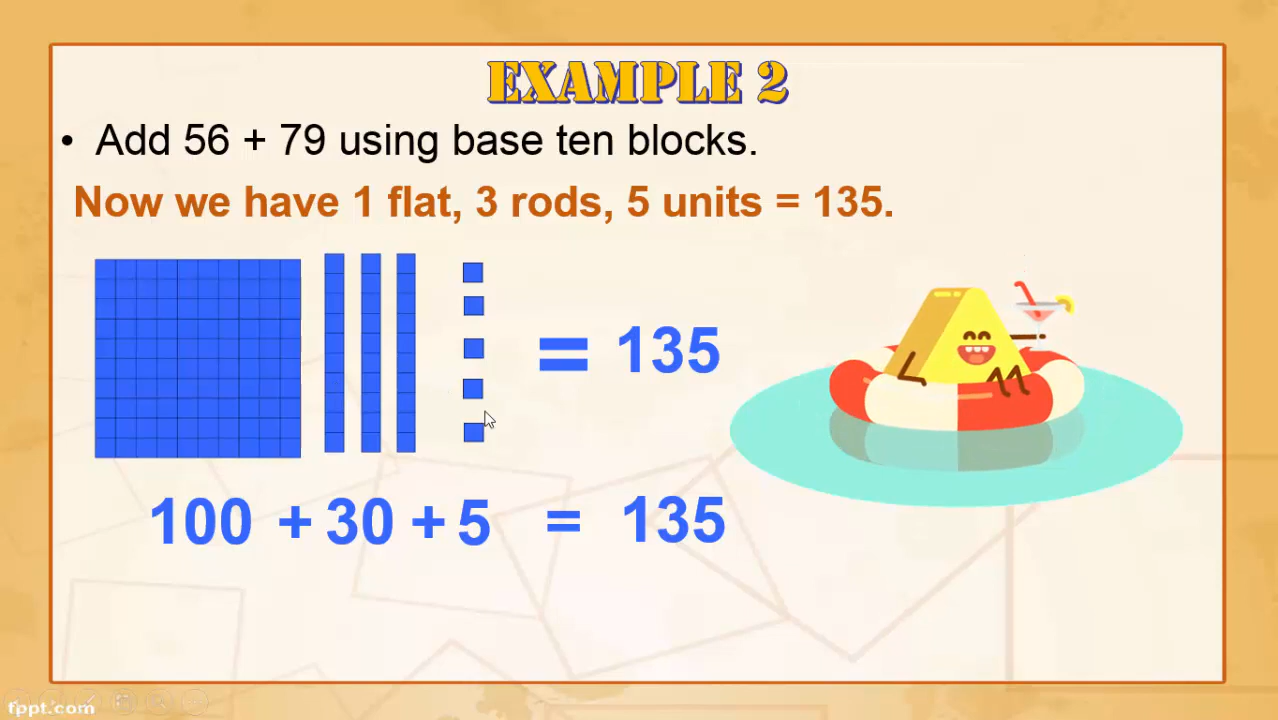 EXAMPLE 2
• Add 56 + 79 using base ten blocks.
Now we have 1 flat, 3 rods, 5 units = 135.
= 135
100 + 30 + 5 = 135
fppt.com